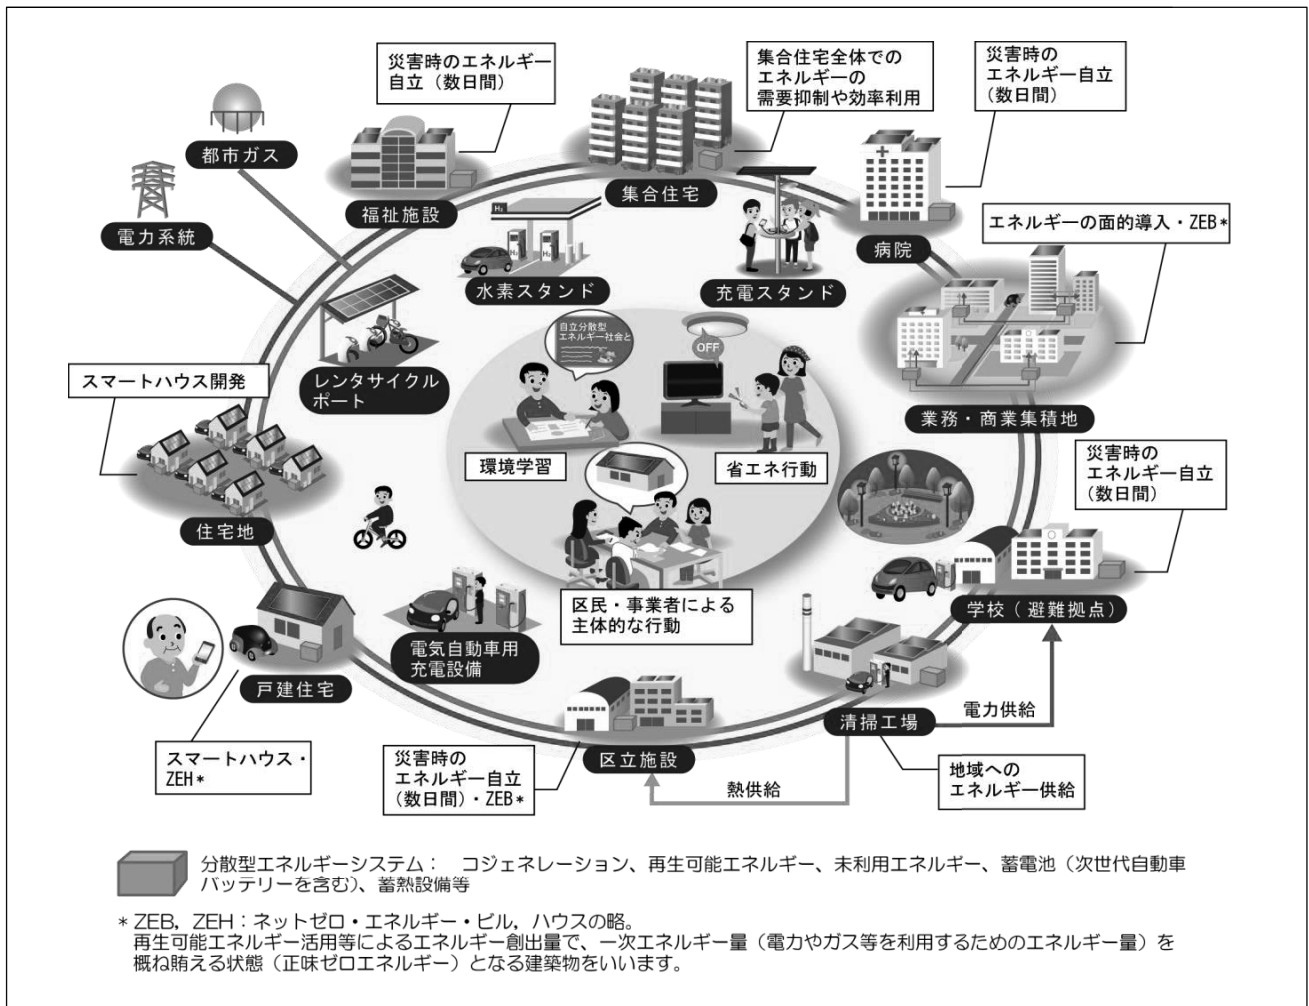 災害時のエネルギー
自立（数日間）
集合住宅全体での
エネルギーの
需要抑制や効率利用
災害時の
エネルギー自立
（数日間）
都市ガス
福祉施設
集合住宅
病院
電力系統
エネルギーの面的導入・ZEB＊
H₂
H₂
H₂
水素スタンド
充電スタンド
自立分散型
エネルギー社会と
OFF
スマートハウス開発
レンタサイクル
ポート
業務・商業集積地
環境学習
省エネ行動
災害時の
エネルギー自立
（数日間）
住宅地
区民・事業者による
主体的な行動
学校（避難拠点）
電気自動車用
充電設備
戸建住宅
清掃工場
電力供給
スマートハウス・
ZEH＊
災害時の
エネルギー自立
（数日間）・ZEB＊
区立施設
熱供給
地域への
エネルギー供給
分散型エネルギーシステム：　コジェネレーション、再生可能エネルギー、未利用エネルギー、蓄電池（次世代自動車
バッテリーを含む）、蓄熱設備等
＊ZEB，ZEH：ネットゼロ・エネルギー・ビル，ハウスの略。
再生可能エネルギー活用等によるエネルギー創出量で、一次エネルギー量（電力やガス等を利用するためのエネルギー量）を
概ね賄える状態（正味ゼロエネルギー）となる建築物をいいます。